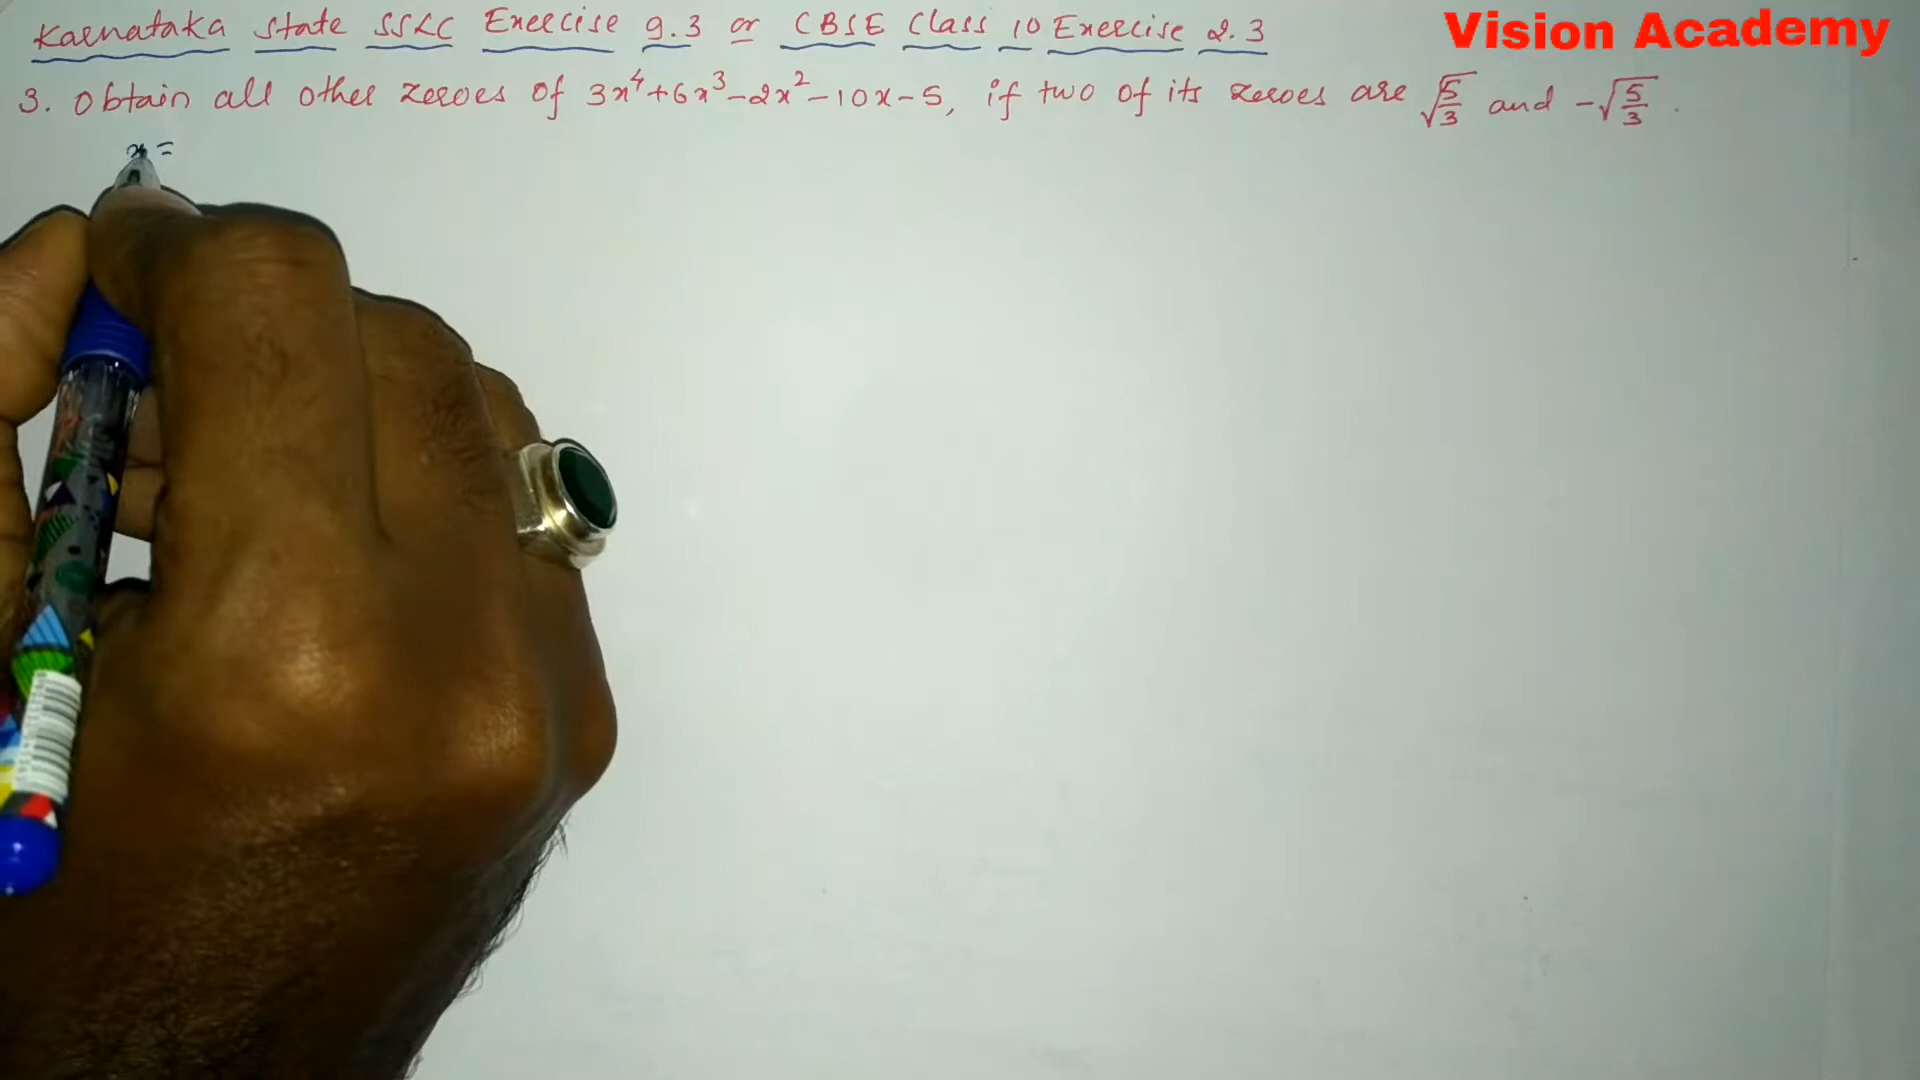 Karnataka State SSLC Exercise 9.3 or CBSE Class 10 Exercise 2.3
Vision Academy
3. Obtain all other zeroes of 3x⁴+6x³-2x²-10x-5, if two of its zeroes are √5/3 and -√5/3.
x =